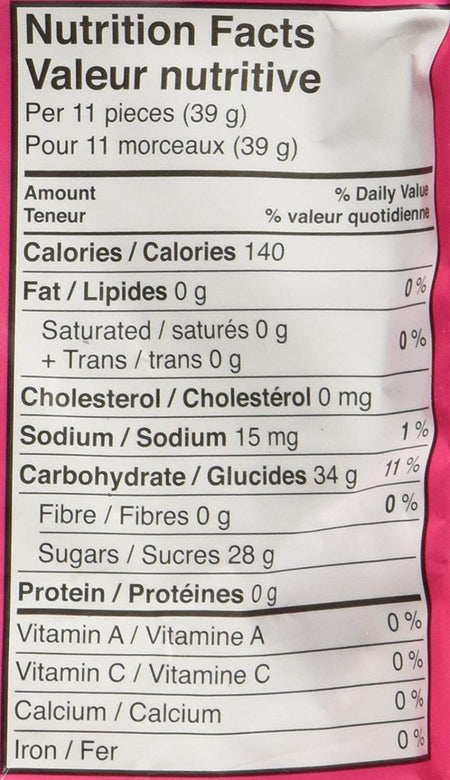 Nutrition Facts
Valeur nutritive
Per 11 pieces (39 g)
Pour 11 morceaux (39 g)
Amount % Daily Value
Teneur % valeur quotidienne
Calories / Calories 140
Fat / Lipides 0 g 0 %
Saturated / saturés 0 g 0 %
+ Trans / trans 0 g
Cholesterol / Cholestérol 0 mg
Sodium / Sodium 15 mg 1 %
Carbohydrate / Glucides 34 g 11 %
Fibre / Fibres 0 g 0 %
Sugars / Sucres 28 g
Protein / Protéines 0 g
Vitamin A / Vitamine A 0 %
Vitamin C / Vitamine C 0 %
Calcium / Calcium 0 %
Iron / Fer 0 %